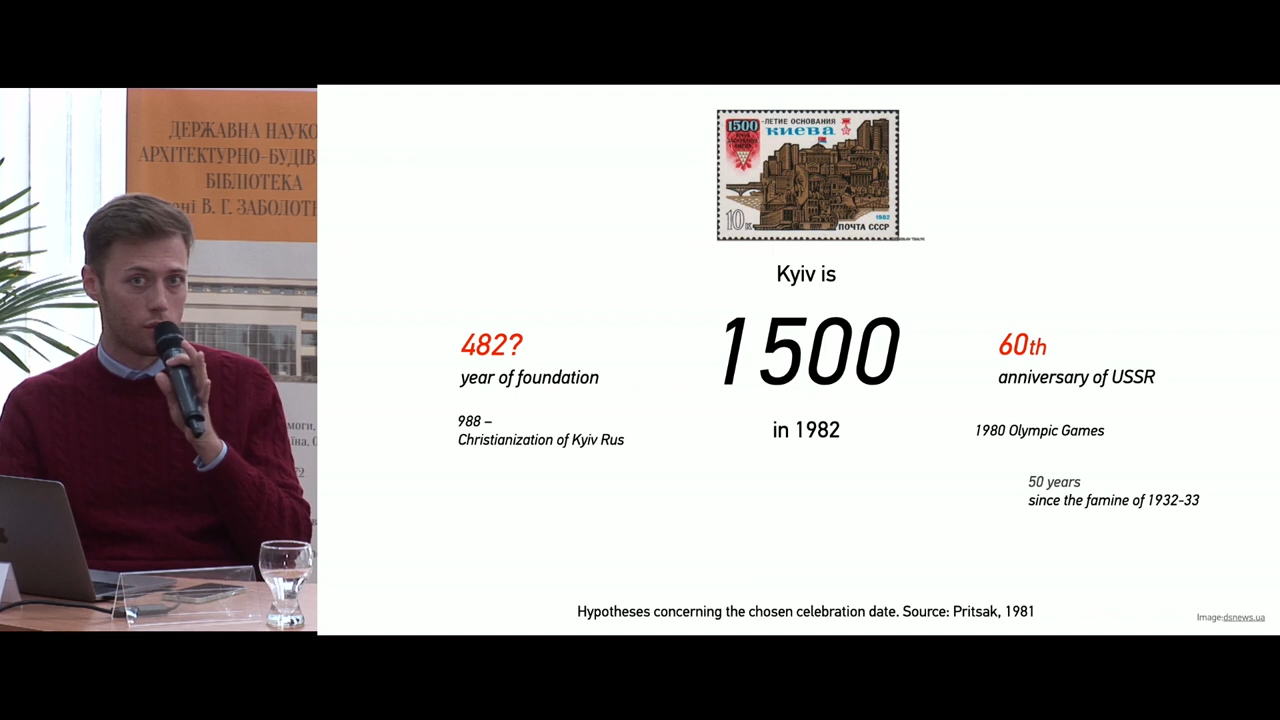 ДЕРЖАВНА НАУКО
АРХІТЕКТУРНО-БУДІВ
БІБЛІОТЕКА
ені В. Г. ЗАБОЛОТ
1500
-ЛЕТИЕ ОСНОВАНИЯ
КИЕВА
10к
1982
ПОЧТА СССР
Kyiv is
1500
in 1982
482?
year of foundation
988 –
Christianization of Kyiv Rus
60th
anniversary of USSR
1980 Olympic Games
50 years
since the famine of 1932-33
Hypotheses concerning the chosen celebration date. Source: Pritsak, 1981
Image:dsnews.ua